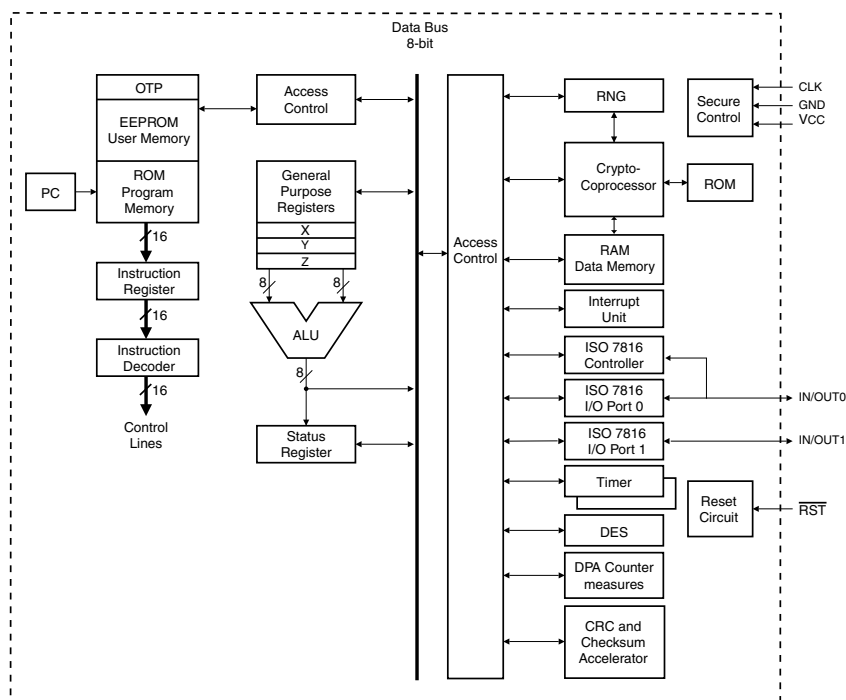 Data Bus
8-bit
OTP
EEPROM
User Memory
ROM
Program
Memory
PC
16
Instruction
Register
16
Instruction
Decoder
16
Control
Lines
Access
Control
General
Purpose
Registers
X
Y
Z
8
8
ALU
8
Status
Register
Access
Control
RNG
Crypto-
Coprocessor
ROM
RAM
Data Memory
Interrupt
Unit
ISO 7816
Controller
ISO 7816
I/O Port 0
ISO 7816
I/O Port 1
Timer
DES
DPA Counter
measures
CRC and
Checksum
Accelerator
Secure
Control
CLK
GND
VCC
IN/OUT0
IN/OUT1
Reset
Circuit
RST